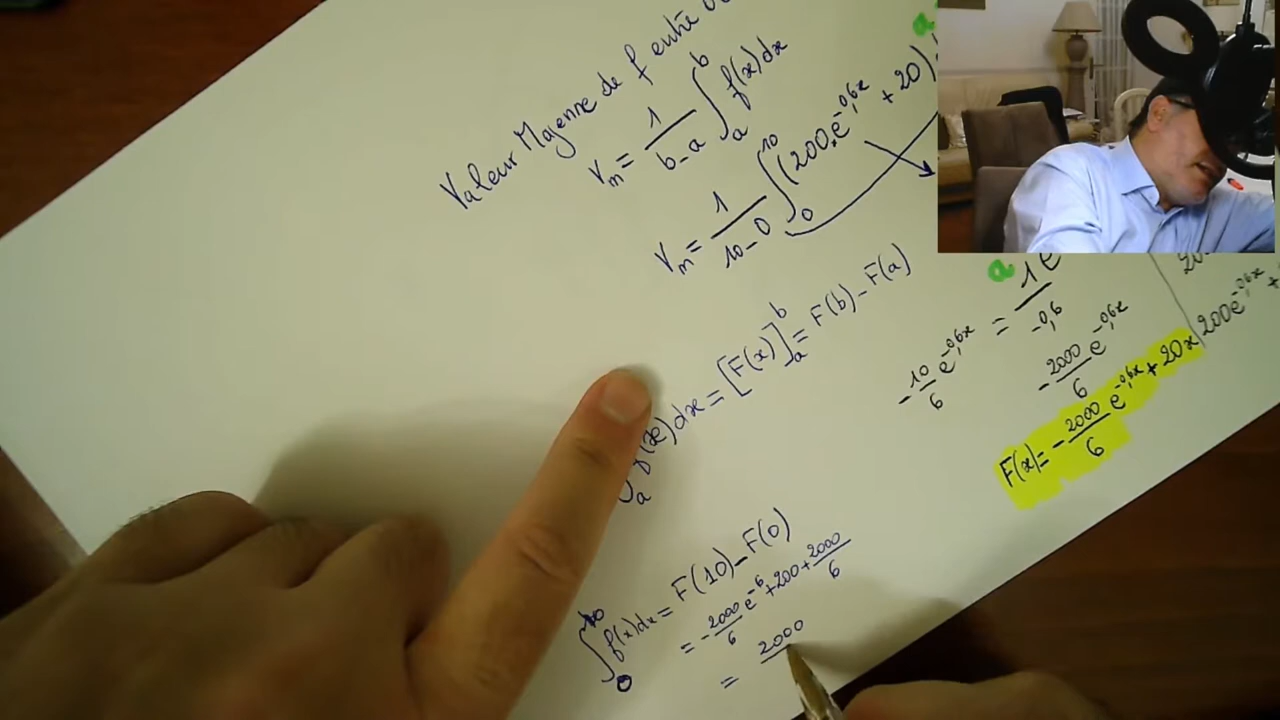 Valeur Moyenne de f entre
Vm = 1/(b-a) ∫_a^b f(x)dx
Vm = 1/(10-0) ∫_0^10 (200.e^-0,6x + 20)
∫_a f(x)dx = [F(x)]_a^b = F(b)-F(a)
a
-10/6 e^-0,6x = 1e/-0,6
-2000/6 e^-0,6x
200e^-0,6x +
F(x)= -2000/6 e^-0,6x + 20x
∫_0^10 f(x)dx = F(10)-F(0)
= -2000/6 e^-6 +200+ 2000/6
= 2000